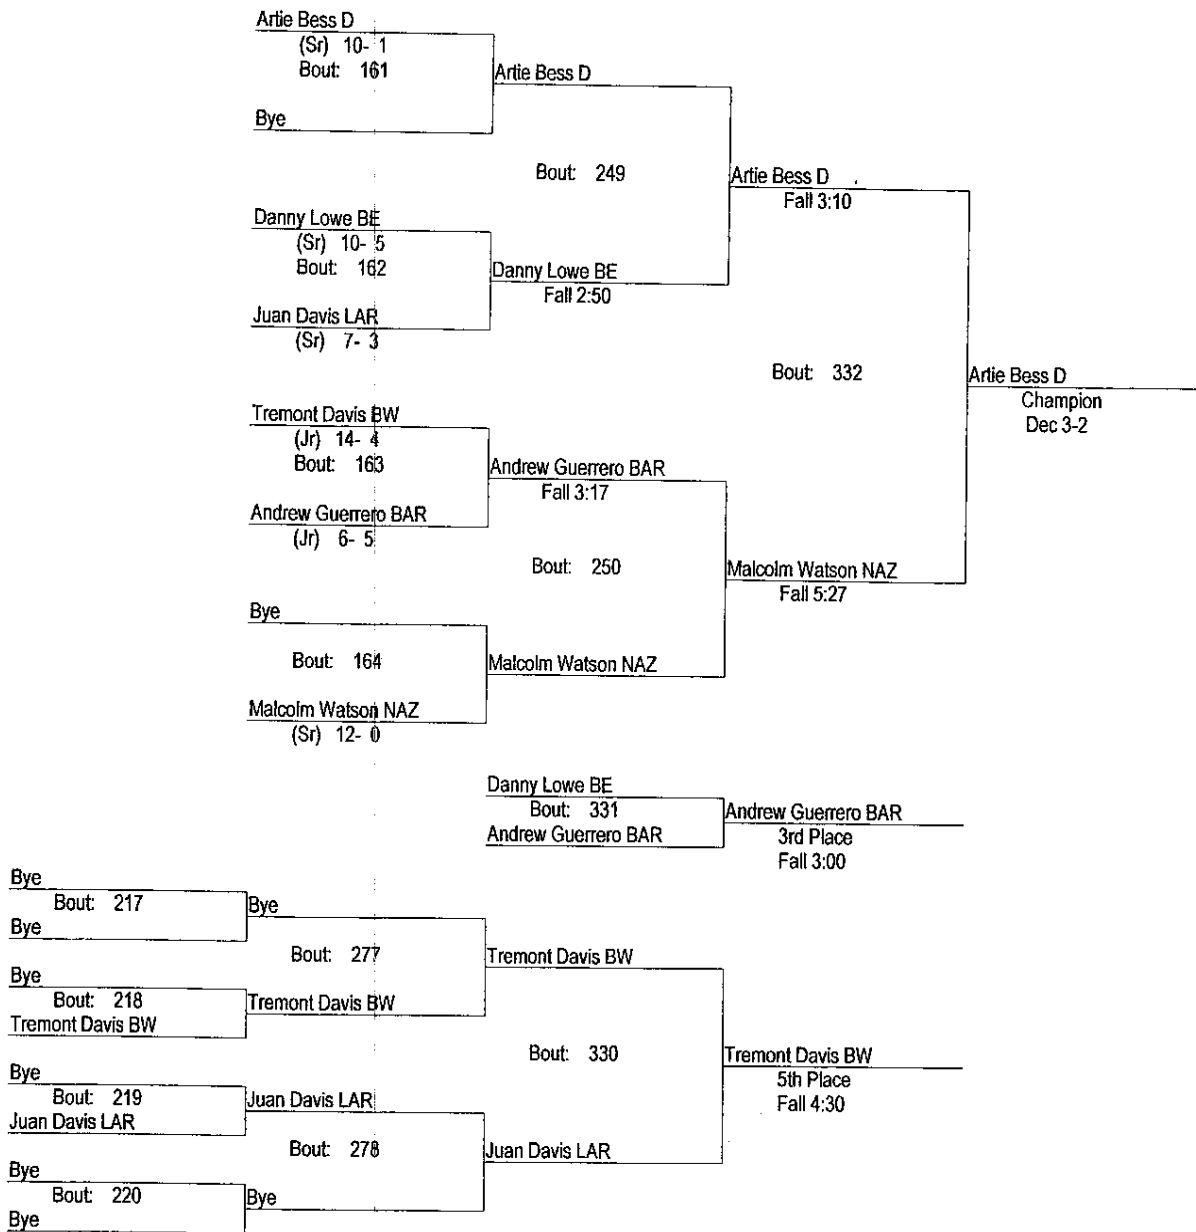 Artie Bess D
(Sr) 10- 1
Bout: 161
Artie Bess D
Bye
Bout: 249
Artie Bess D
Fall 3:10
Danny Lowe BE
(Sr) 10- 5
Bout: 162
Danny Lowe BE
Fall 2:50
Juan Davis LAR
(Sr) 7- 3
Bout: 332
Artie Bess D
Champion
Dec 3-2
Tremont Davis BW
(Jr) 14- 4
Bout: 163
Andrew Guerrero BAR
Fall 3:17
Andrew Guerrero BAR
(Jr) 6- 5
Bout: 250
Malcolm Watson NAZ
Fall 5:27
Bye
Bout: 164
Malcolm Watson NAZ
Malcolm Watson NAZ
(Sr) 12- 0
Danny Lowe BE
Bout: 331
Andrew Guerrero BAR
Andrew Guerrero BAR
3rd Place
Fall 3:00
Bye
Bout: 217
Bye
Bye
Bout: 277
Tremont Davis BW
Bye
Bout: 218
Tremont Davis BW
Tremont Davis BW
Bout: 330
Tremont Davis BW
5th Place
Fall 4:30
Bye
Bout: 219
Juan Davis LAR
Juan Davis LAR
Bout: 278
Juan Davis LAR
Bye
Bout: 220
Bye
Bye